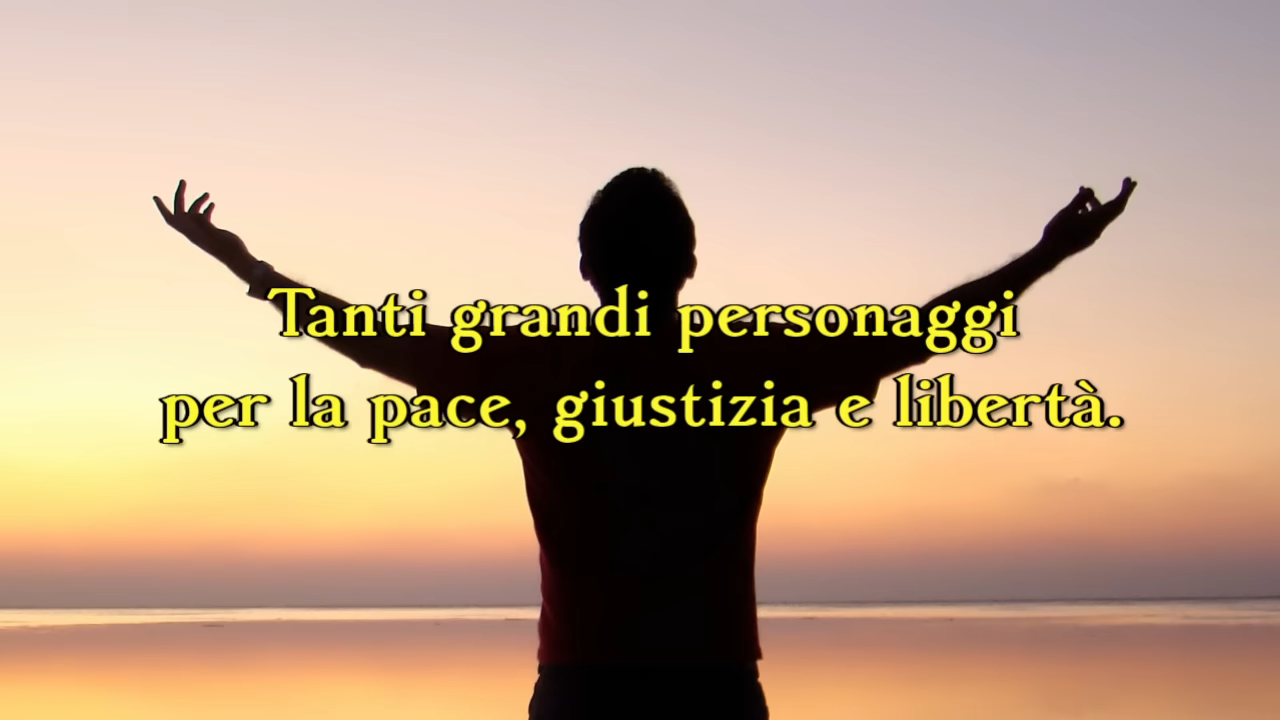 Tanti grandi personaggi
per la pace, giustizia e libertà.